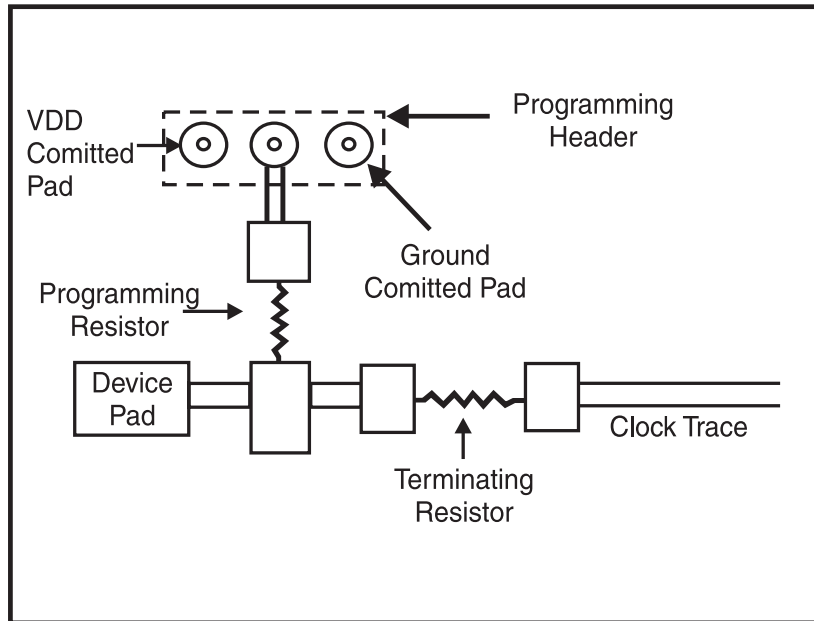 VDD
Comitted
Pad
Programming
Header
Ground
Comitted Pad
Programming
Resistor
Device
Pad
Clock Trace
Terminating
Resistor